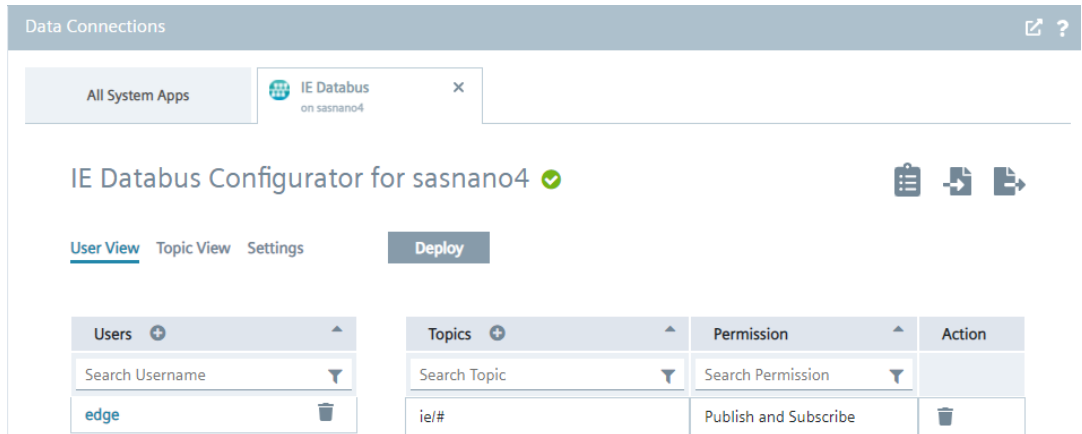 Data Connections
?
All System Apps
IE Databus
on sasnano4
IE Databus Configurator for sasnano4
User View Topic View Settings Deploy
Users Topics Permission Action
Search Username Search Topic Search Permission
edge ie/# Publish and Subscribe